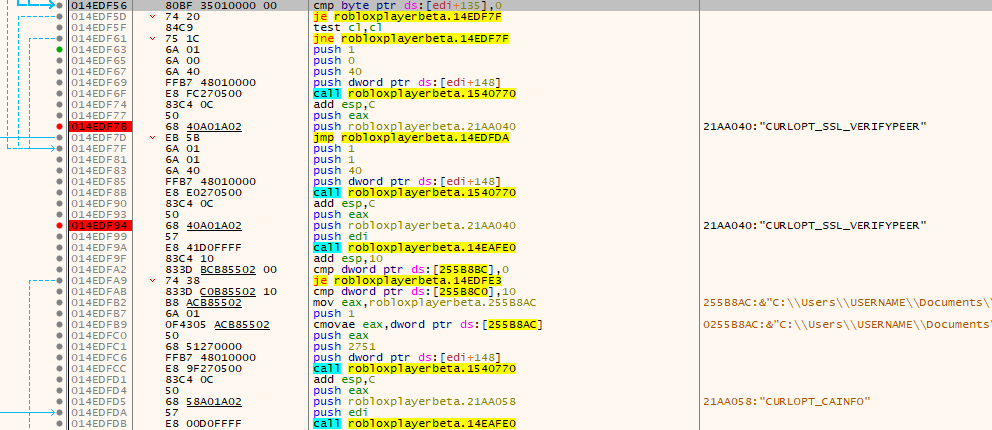 014EDF56 80BF 35010000 00 cmp byte ptr ds:[edi+135],0
014EDF5D 74 20 je robloxplayerbeta.14EDF7F
014EDF5F 84C9 test cl,cl
014EDF61 75 1C jne robloxplayerbeta.14EDF7F
014EDF63 6A 01 push 1
014EDF65 6A 00 push 0
014EDF67 6A 40 push 40
014EDF69 FFB7 48010000 push dword ptr ds:[edi+148]
014EDF6F E8 FC270500 call robloxplayerbeta.1540770
014EDF74 83C4 0C add esp,C
014EDF77 50 push eax
014EDF78 68 40A01A02 push robloxplayerbeta.21AA040 21AA040:"CURLOPT_SSL_VERIFYPEER"
014EDF7D EB 5B jmp robloxplayerbeta.14EDFDA
014EDF7F 6A 01 push 1
014EDF81 6A 01 push 1
014EDF83 6A 40 push 40
014EDF85 FFB7 48010000 push dword ptr ds:[edi+148]
014EDF8B E8 E0270500 call robloxplayerbeta.1540770
014EDF90 83C4 0C add esp,C
014EDF93 50 push eax
014EDF94 68 40A01A02 push robloxplayerbeta.21AA040 21AA040:"CURLOPT_SSL_VERIFYPEER"
014EDF99 57 push edi
014EDF9A E8 41D0FFFF call robloxplayerbeta.14EAFE0
014EDF9F 83C4 10 add esp,10
014EDFA2 833D BCB85502 00 cmp dword ptr ds:[255B8BC],0
014EDFA9 74 38 je robloxplayerbeta.14EDFE3
014EDFAB 833D C0B85502 10 cmp dword ptr ds:[255B8C0],10
014EDFB2 B8 ACB85502 mov eax,robloxplayerbeta.255B8AC 255B8AC:&"C:\\Users\\USERNAME\\Documents\
014EDFB7 6A 01 push 1
014EDFB9 0F4305 ACB85502 cmovae eax,dword ptr ds:[255B8AC] 0255B8AC:&"C:\\Users\\USERNAME\\Documents
014EDFC0 50 push eax
014EDFC1 68 51270000 push 2751
014EDFC6 FFB7 48010000 push dword ptr ds:[edi+148]
014EDFCC E8 9F270500 call robloxplayerbeta.1540770
014EDFD1 83C4 0C add esp,C
014EDFD4 50 push eax
014EDFD5 68 58A01A02 push robloxplayerbeta.21AA058 21AA058:"CURLOPT_CAINFO"
014EDFDA 57 push edi
014EDFDB E8 00D0FFFF call robloxplayerbeta.14EAFE0